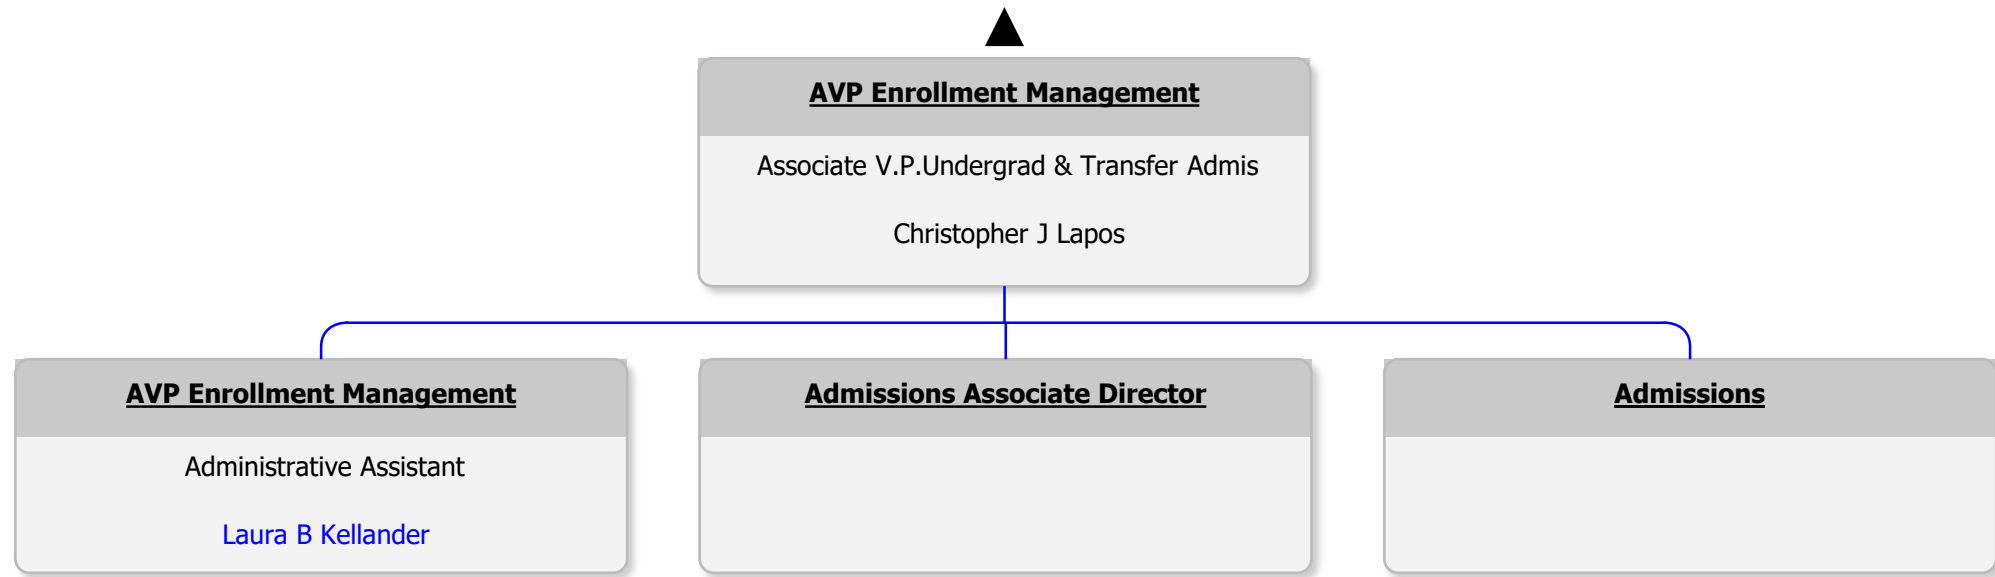 AVP Enrollment Management
Associate V.P.Undergrad & Transfer Admis
Christopher J Lapos
AVP Enrollment Management
Administrative Assistant
Laura B Kellander
Admissions Associate Director
Admissions